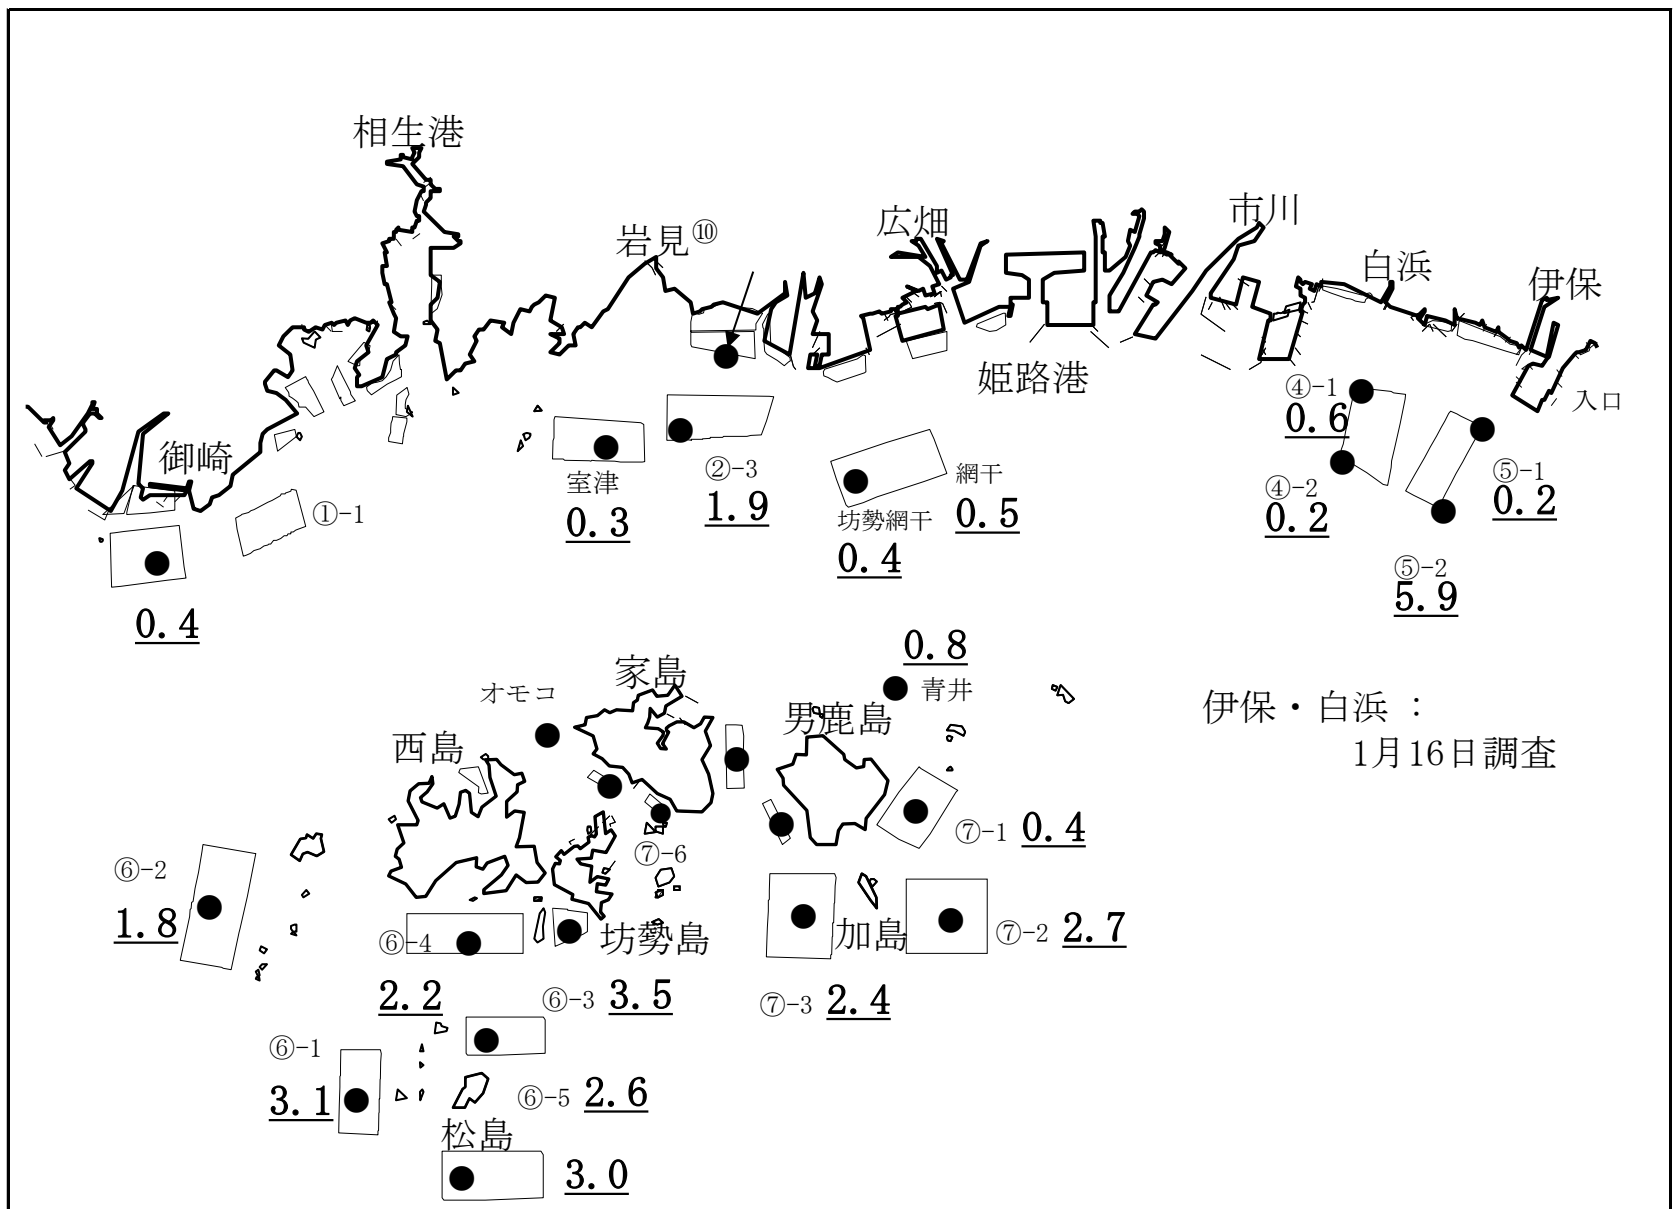 相生港
市川
広畑
岩見⑩
白浜
伊保
姫路港
④-1
0.6
入口
御崎
②-3
1.9
室津
0.3
網干
0.5
⑤-1
0.2
④-2
0.2
①-1
坊勢網干
0.4
⑤-2
5.9
0.4
0.8
青井
家島
オモコ
男鹿島
西島
伊保・白浜 :
1月16日調査
⑦-1 0.4
⑦-6
⑥-2
1.8
⑥-4
2.2
坊勢島
加島
⑦-2 2.7
⑥-3 3.5
⑦-3 2.4
⑥-1
3.1
⑥-5 2.6
松島
3.0